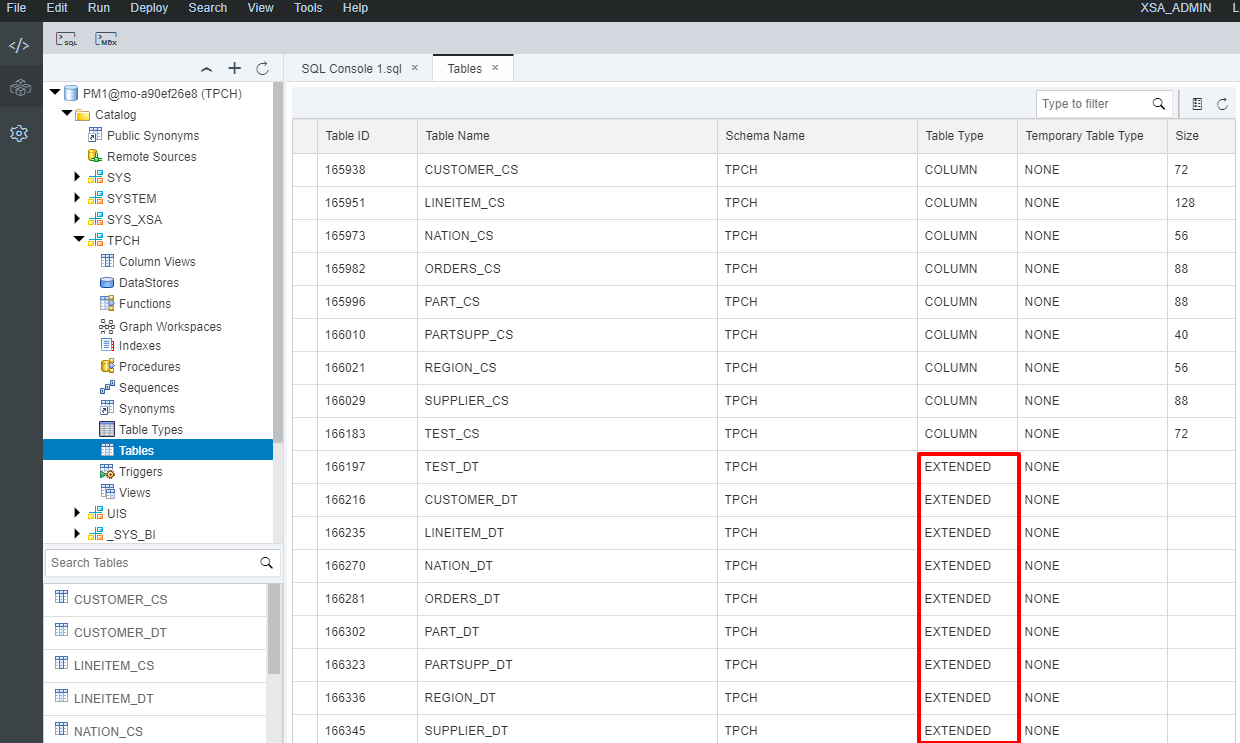 File Edit Run Deploy Search View Tools Help XSA_ADMIN L
SQL MDX
SQL Console 1.sql × Tables ×
PM1@mo-a90ef26e8 (TPCH)
Catalog
Public Synonyms
Remote Sources
SYS
SYSTEM
SYS_XSA
TPCH
Column Views
DataStores
Functions
Graph Workspaces
Indexes
Procedures
Sequences
Synonyms
Table Types
Tables
Triggers
Views
UIS
_SYS_BI
Search Tables
CUSTOMER_CS
CUSTOMER_DT
LINEITEM_CS
LINEITEM_DT
NATION_CS
Type to filter
Table ID Table Name Schema Name Table Type Temporary Table Type Size
165938 CUSTOMER_CS TPCH COLUMN NONE 72
165951 LINEITEM_CS TPCH COLUMN NONE 128
165973 NATION_CS TPCH COLUMN NONE 56
165982 ORDERS_CS TPCH COLUMN NONE 88
165996 PART_CS TPCH COLUMN NONE 88
166010 PARTSUPP_CS TPCH COLUMN NONE 40
166021 REGION_CS TPCH COLUMN NONE 56
166029 SUPPLIER_CS TPCH COLUMN NONE 88
166183 TEST_CS TPCH COLUMN NONE 72
166197 TEST_DT TPCH EXTENDED NONE
166216 CUSTOMER_DT TPCH EXTENDED NONE
166235 LINEITEM_DT TPCH EXTENDED NONE
166270 NATION_DT TPCH EXTENDED NONE
166281 ORDERS_DT TPCH EXTENDED NONE
166302 PART_DT TPCH EXTENDED NONE
166323 PARTSUPP_DT TPCH EXTENDED NONE
166336 REGION_DT TPCH EXTENDED NONE
166345 SUPPLIER_DT TPCH EXTENDED NONE